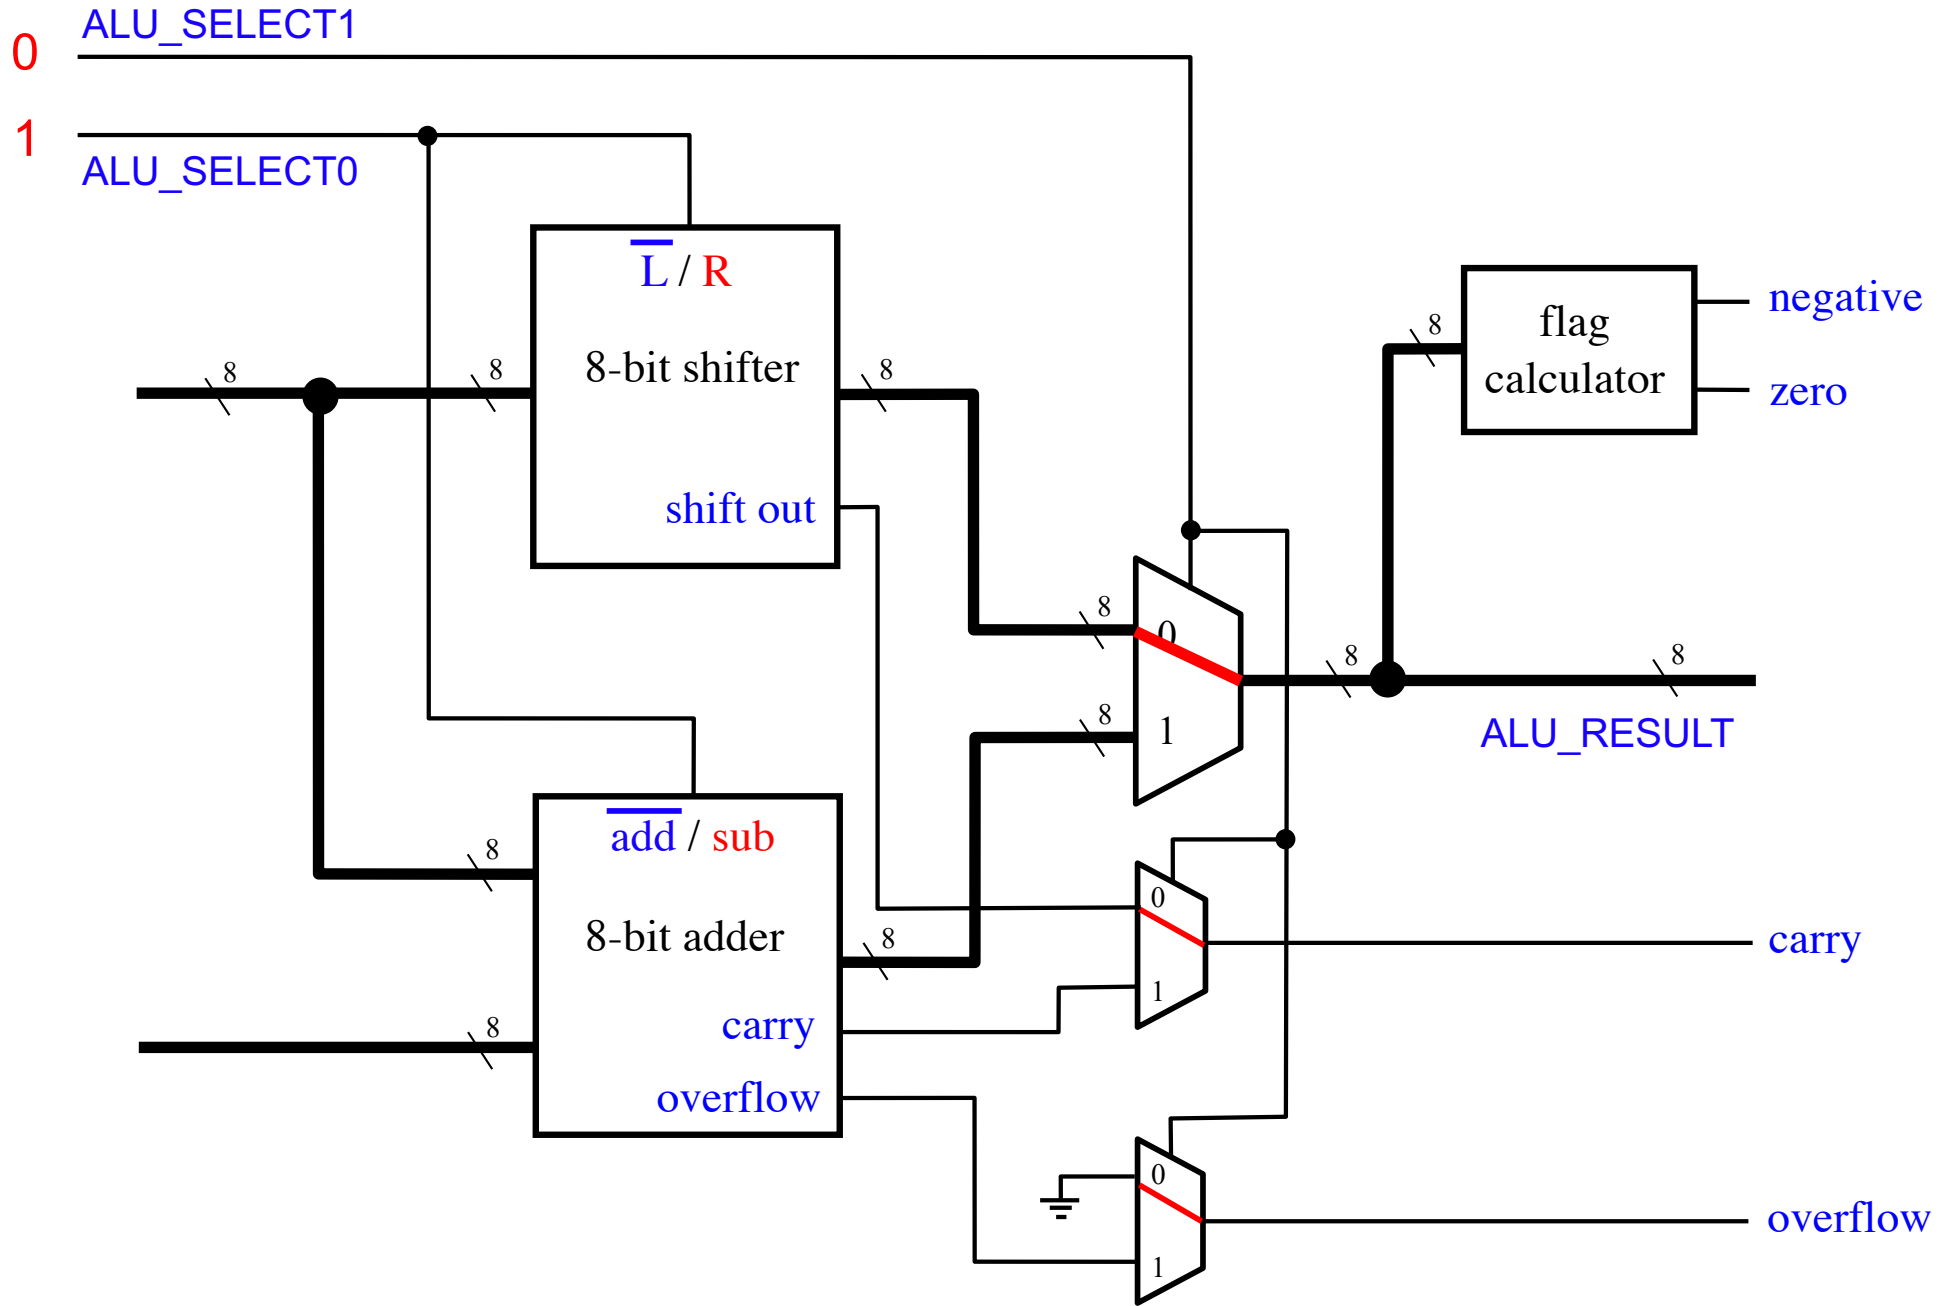 ALU_SELECT1
0
1
ALU_SELECT0
L / R
8-bit shifter
shift out
8
8
8
flag
calculator
8
negative
zero
8
0
8
1
8
8
ALU_RESULT
add / sub
8-bit adder
carry
overflow
8
8
8
0
1
carry
0
1
overflow